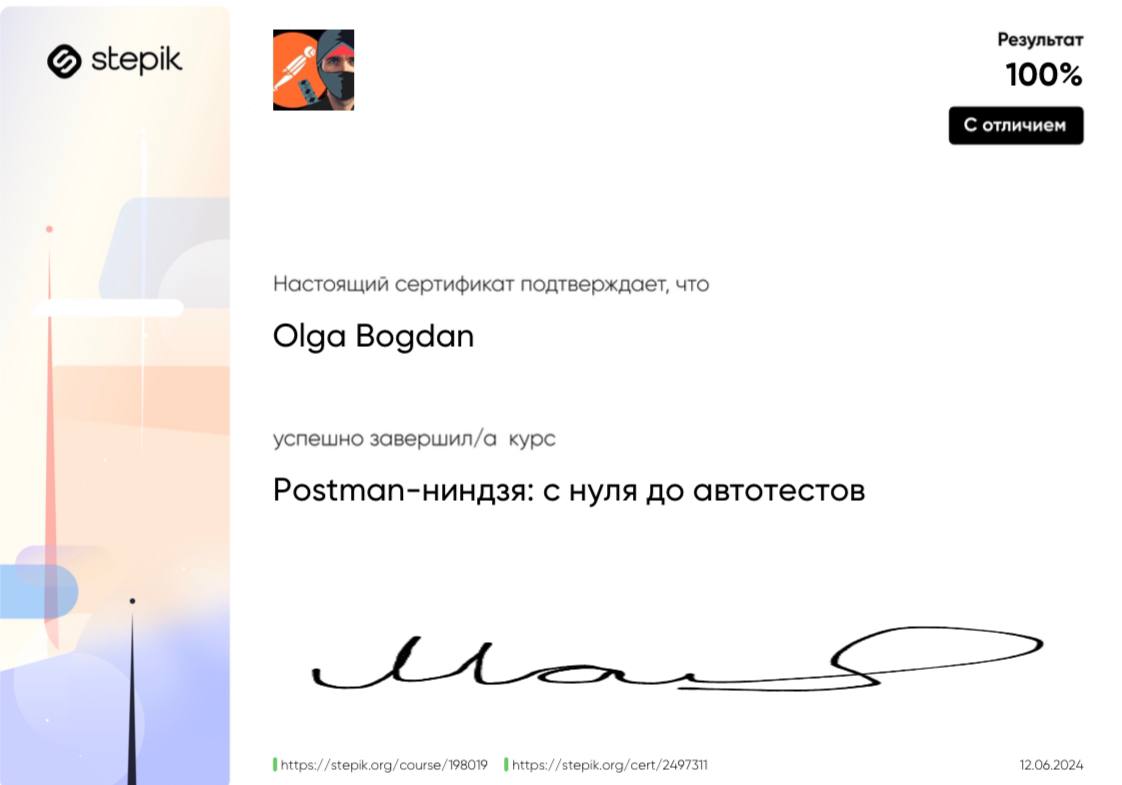 stepik
Результат
100%
С отличием
Настоящий сертификат подтверждает, что
Olga Bogdan
успешно завершил/а курс
Postman-ниндзя: с нуля до автотестов
https://stepik.org/course/198019 https://stepik.org/cert/2497311 12.06.2024